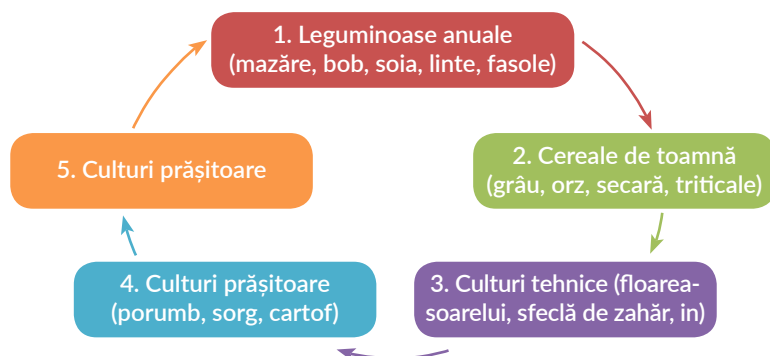 1. Leguminoase anuale
(mazăre, bob, soia, linte, fasole)
2. Cereale de toamnă
(grâu, orz, secară, triticale)
3. Culturi tehnice (floarea-
soarelui, sfeclă de zahăr, in)
4. Culturi prășitoare
(porumb, sorg, cartof)
5. Culturi prășitoare